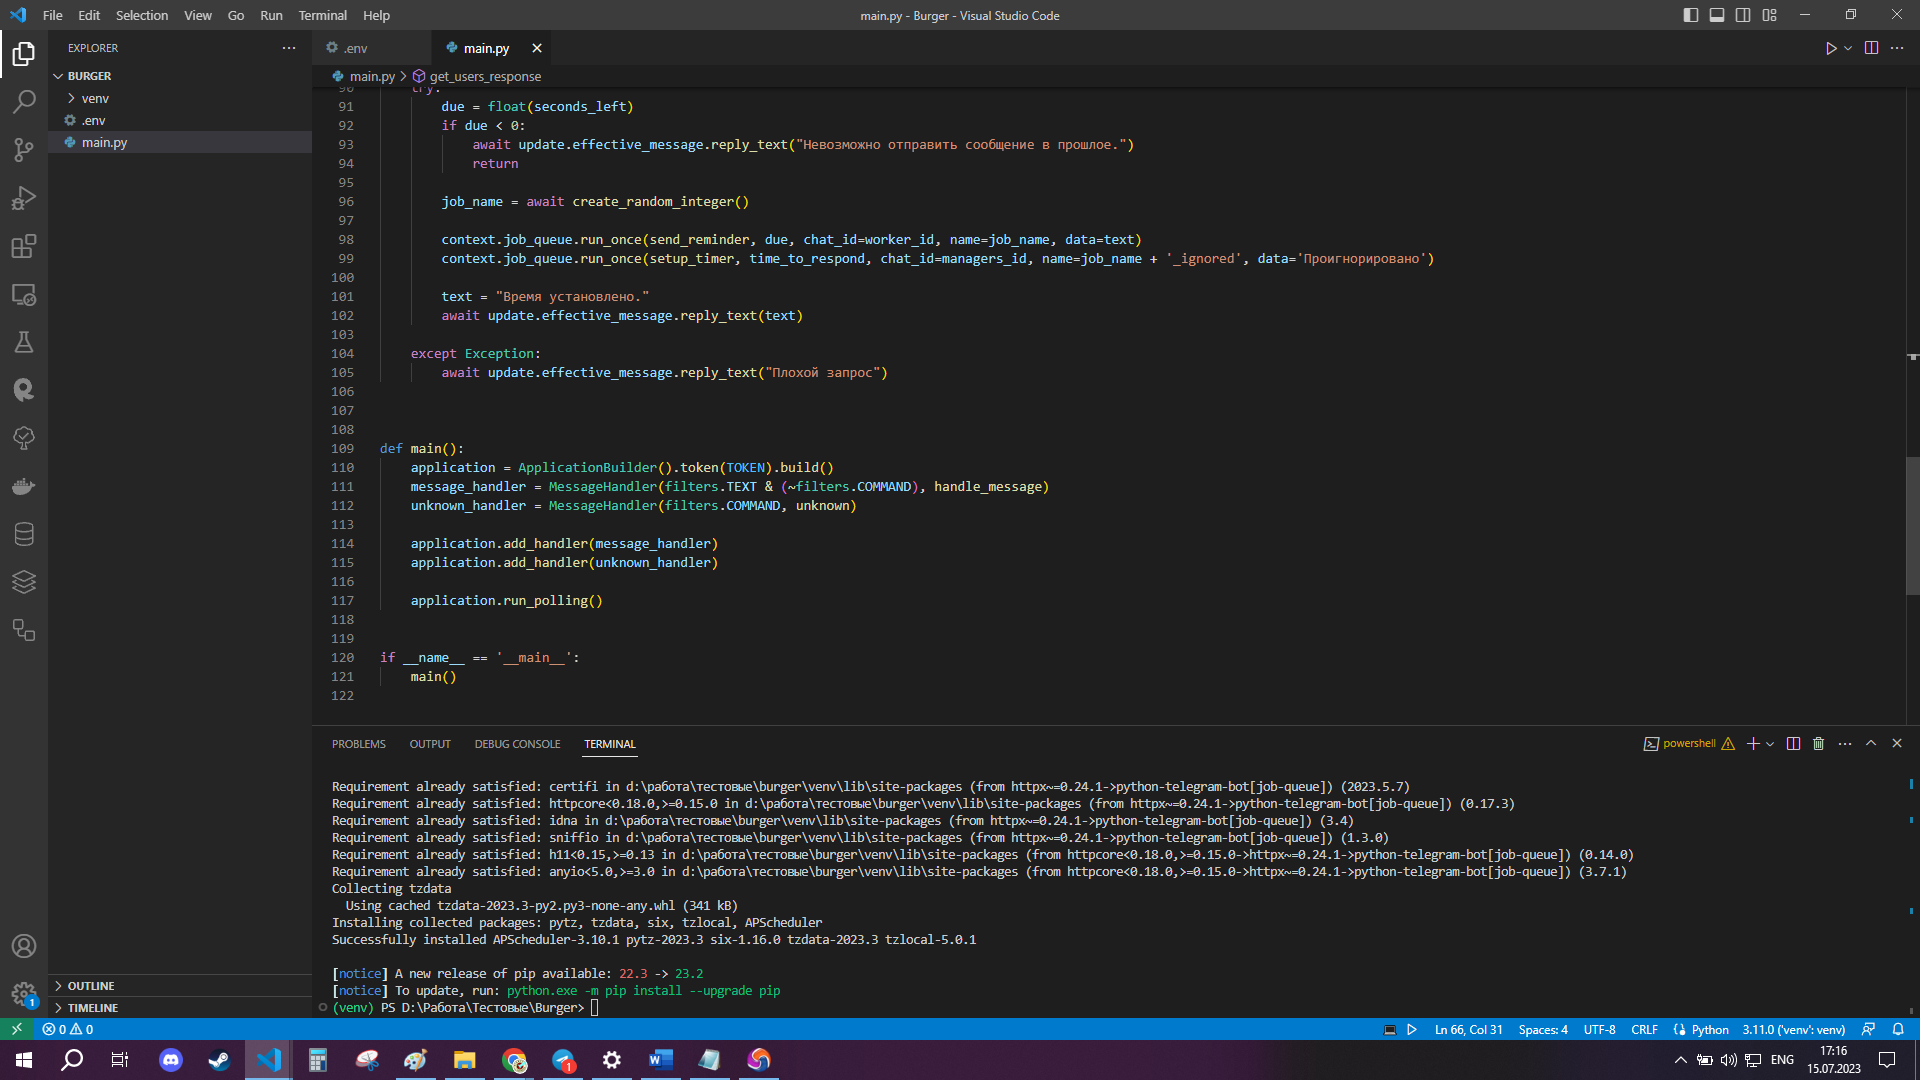 File Edit Selection View Go Run Terminal Help
main.py - Burger - Visual Studio Code
EXPLORER
BURGER
venv
.env
main.py
OUTLINE
TIMELINE
.env
main.py
main.py > get_users_response
90 try:
91 due = float(seconds_left)
92 if due < 0:
93 await update.effective_message.reply_text("Невозможно отправить сообщение в прошлое.")
94 return
95
96 job_name = await create_random_integer()
97
98 context.job_queue.run_once(send_reminder, due, chat_id=worker_id, name=job_name, data=text)
99 context.job_queue.run_once(setup_timer, time_to_respond, chat_id=managers_id, name=job_name + '_ignored', data='Проигнорировано')
100
101 text = "Время установлено."
102 await update.effective_message.reply_text(text)
103
104 except Exception:
105 await update.effective_message.reply_text("Плохой запрос")
106
107
108
109 def main():
110 application = ApplicationBuilder().token(TOKEN).build()
111 message_handler = MessageHandler(filters.TEXT & (~filters.COMMAND), handle_message)
112 unknown_handler = MessageHandler(filters.COMMAND, unknown)
113
114 application.add_handler(message_handler)
115 application.add_handler(unknown_handler)
116
117 application.run_polling()
118
119
120 if __name__ == '__main__':
121 main()
122
PROBLEMS OUTPUT DEBUG CONSOLE TERMINAL
powershell
Requirement already satisfied: certifi in d:\работа\тестовые\burger\venv\lib\site-packages (from httpx~=0.24.1->python-telegram-bot[job-queue]) (2023.5.7)
Requirement already satisfied: httpcore<0.18.0,>=0.15.0 in d:\работа\тестовые\burger\venv\lib\site-packages (from httpx~=0.24.1->python-telegram-bot[job-queue]) (0.17.3)
Requirement already satisfied: idna in d:\работа\тестовые\burger\venv\lib\site-packages (from httpx~=0.24.1->python-telegram-bot[job-queue]) (3.4)
Requirement already satisfied: sniffio in d:\работа\тестовые\burger\venv\lib\site-packages (from httpx~=0.24.1->python-telegram-bot[job-queue]) (1.3.0)
Requirement already satisfied: h11<0.15,>=0.13 in d:\работа\тестовые\burger\venv\lib\site-packages (from httpcore<0.18.0,>=0.15.0->httpx~=0.24.1->python-telegram-bot[job-queue]) (0.14.0)
Requirement already satisfied: anyio<5.0,>=3.0 in d:\работа\тестовые\burger\venv\lib\site-packages (from httpcore<0.18.0,>=0.15.0->httpx~=0.24.1->python-telegram-bot[job-queue]) (3.7.1)
Collecting tzdata
Using cached tzdata-2023.3-py2.py3-none-any.whl (341 kB)
Installing collected packages: pytz, tzdata, six, tzlocal, APScheduler
Successfully installed APScheduler-3.10.1 pytz-2023.3 six-1.16.0 tzdata-2023.3 tzlocal-5.0.1
[notice] A new release of pip available: 22.3 -> 23.2
[notice] To update, run: python.exe -m pip install --upgrade pip
(venv) PS D:\Работа\Тестовые\Burger>
1
0 0
Ln 66, Col 31 Spaces: 4 UTF-8 CRLF Python 3.11.0 ('venv': venv)
1
ENG
17:16
15.07.2023